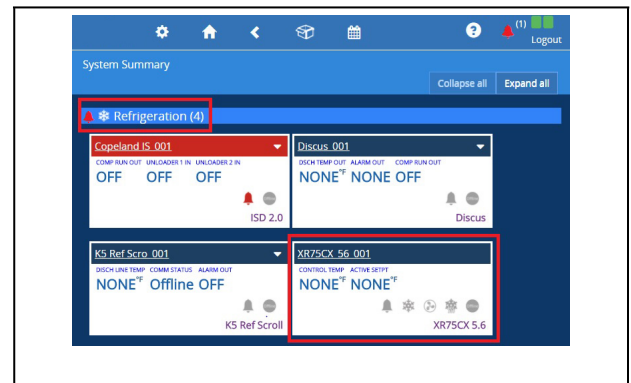 (1)
Logout
System Summary
Collapse all Expand all
Refrigeration (4)
Copeland IS 001
COMP RUN OUT UNLOADER 1 IN UNLOADER 2 IN
OFF OFF OFF
ISD 2.0
Discus 001
DSCH TEMP OUT ALARM OUT COMP RUN OUT
NONE°F NONE OFF
Discus
K5 Ref Scro 001
DISCH LINE TEMP COMM STATUS ALARM OUT
NONE°F Offline OFF
K5 Ref Scroll
XR75CX 56 001
CONTROL TEMP ACTIVE SETPT
NONE°F NONE°F
XR75CX 5.6